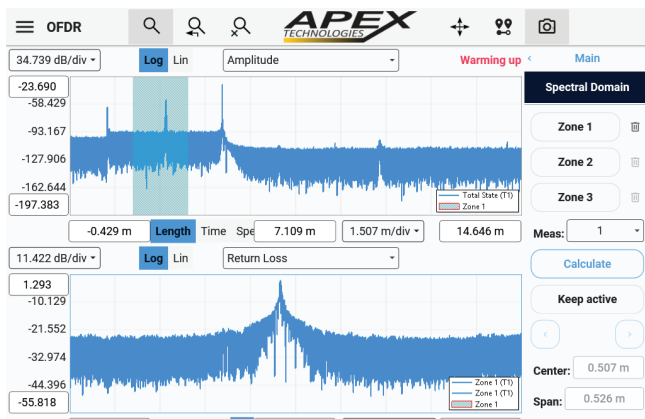 OFDR
APEX
TECHNOLOGIES
34.739 dB/div
Log Lin
Amplitude
Warming up
Main
Spectral Domain
-23.690
-58.429
-93.167
-127.906
-162.644
-197.383
Total State (T1)
Zone 1
Zone 1
Zone 2
Zone 3
-0.429 m
Length Time Spe
7.109 m
1.507 m/div
14.646 m
Meas: 1
11.422 dB/div
Log Lin
Return Loss
Calculate
1.293
-10.129
-21.552
-32.974
-44.396
-55.818
Zone 1 (T1)
Zone 1 (T1)
Zone 1
Keep active
Center: 0.507 m
Span: 0.526 m